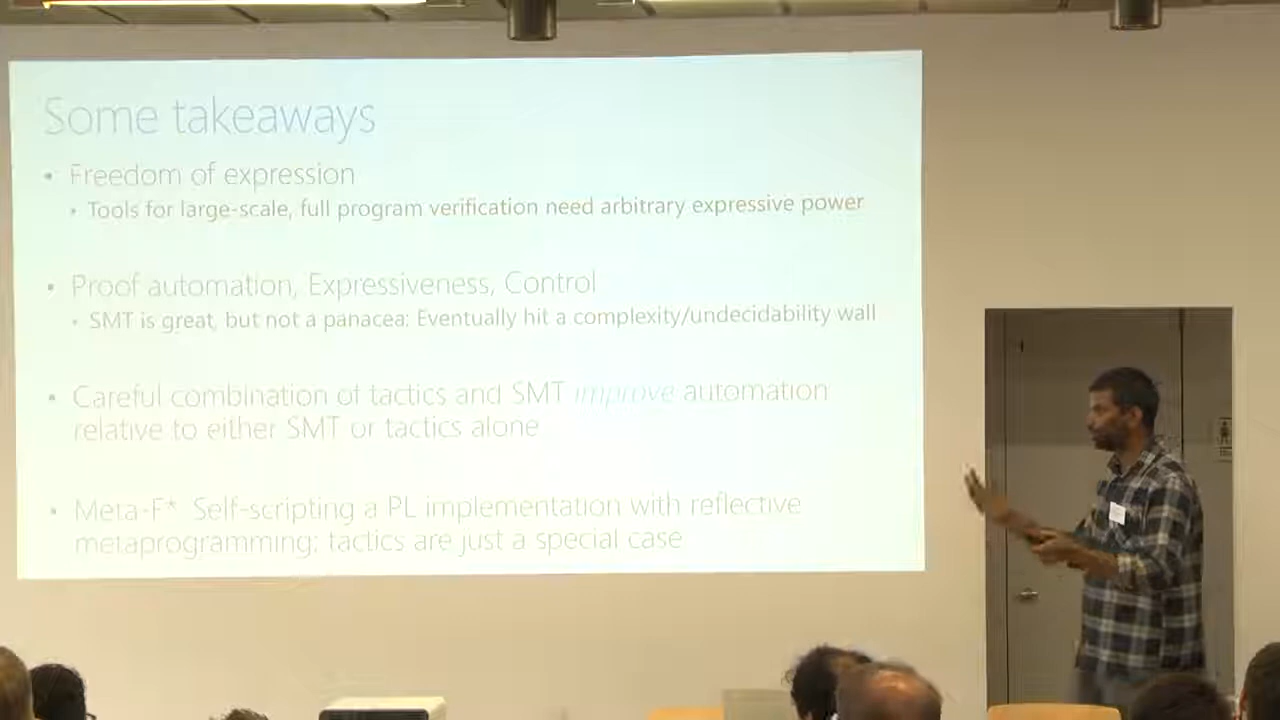 Some takeaways
• Freedom of expression
• Tools for large-scale, full program verification need arbitrary expressive power
• Proof automation, Expressiveness, Control
• SMT is great, but not a panacea: Eventually hit a complexity/undecidability wall
• Careful combination of tactics and SMT improve automation
relative to either SMT or tactics alone
• Meta-F* Self-scripting a PL implementation with reflective
metaprogramming; tactics are just a special case